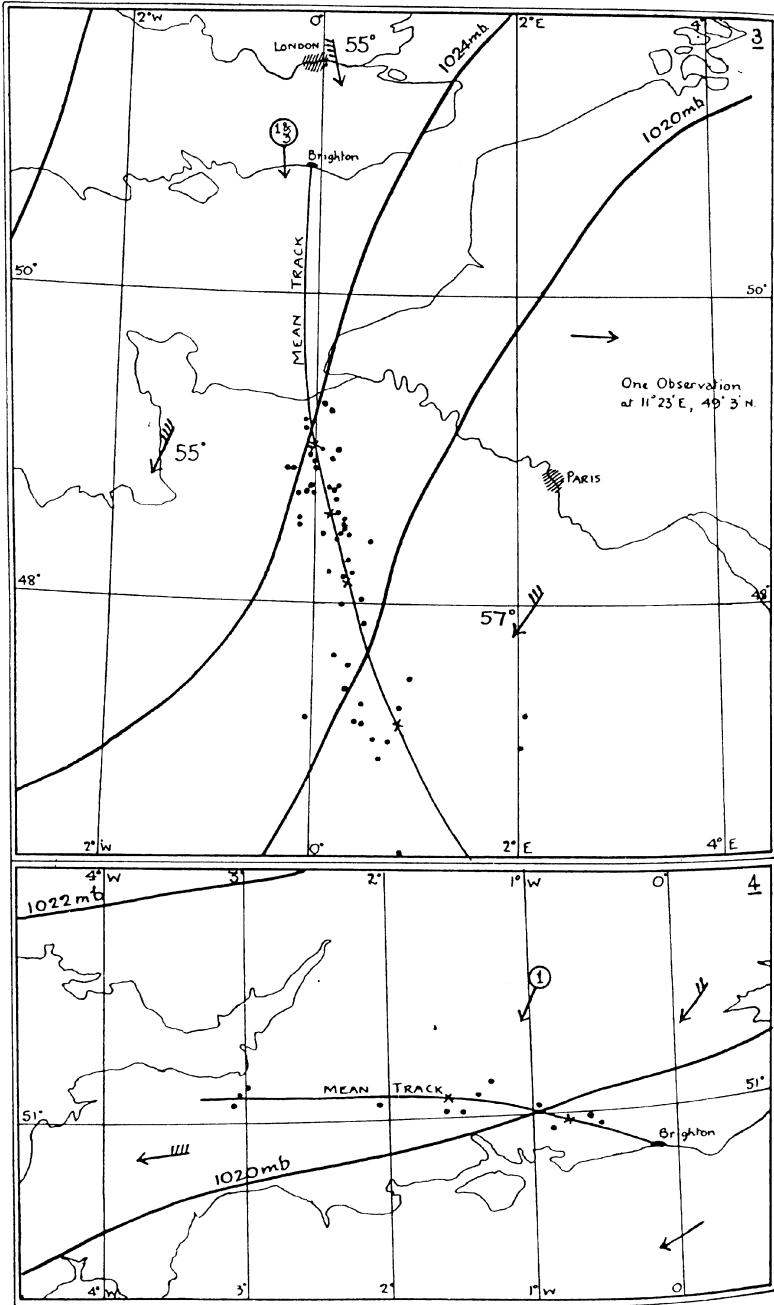 2°W
0°
2°E
4°
3
LONDON
55°
1024mb
1020mb
1 8/3
Brighton
MEAN TRACK
50°
50°
One Observation
at 11°23'E, 49°3'N.
55°
PARIS
48°
48°
57°
2°W
0°
2°E
4°E
4°W
3°
2°
1°W
0°
4
1022mb
1
MEAN TRACK
51°
51°
Brighton
1020mb
4°W
3°
2°
1°W
0